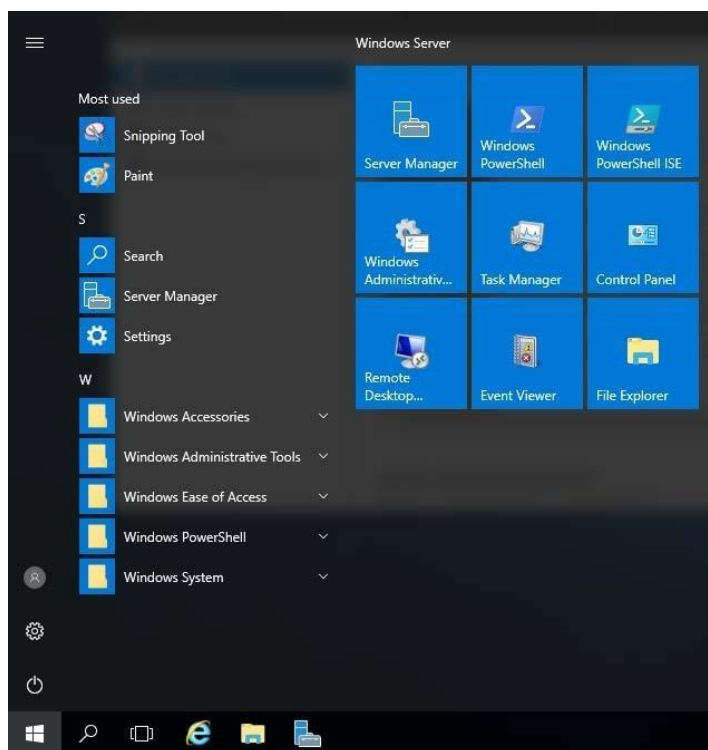 Windows Server
Most used
Snipping Tool
Paint
S
Search
Server Manager
Settings
W
Windows Accessories
Windows Administrative Tools
Windows Ease of Access
Windows PowerShell
Windows System
Server Manager
Windows
PowerShell
Windows
PowerShell ISE
Windows
Administrativ...
Task Manager
Control Panel
Remote
Desktop...
Event Viewer
File Explorer